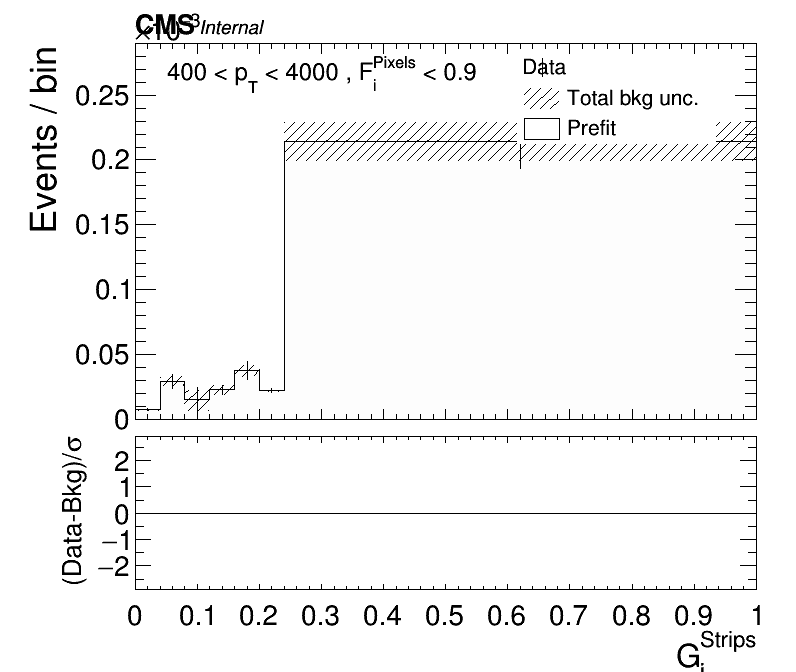 CMS Internal
×10⁻³
400 < p_T < 4000 , F_i^Pixels < 0.9
Data
Total bkg unc.
Prefit
Events / bin
0.25
0.2
0.15
0.1
0.05
0
(Data-Bkg)/σ
2
1
0
−1
−2
0 0.1 0.2 0.3 0.4 0.5 0.6 0.7 0.8 0.9 1
G_i^Strips